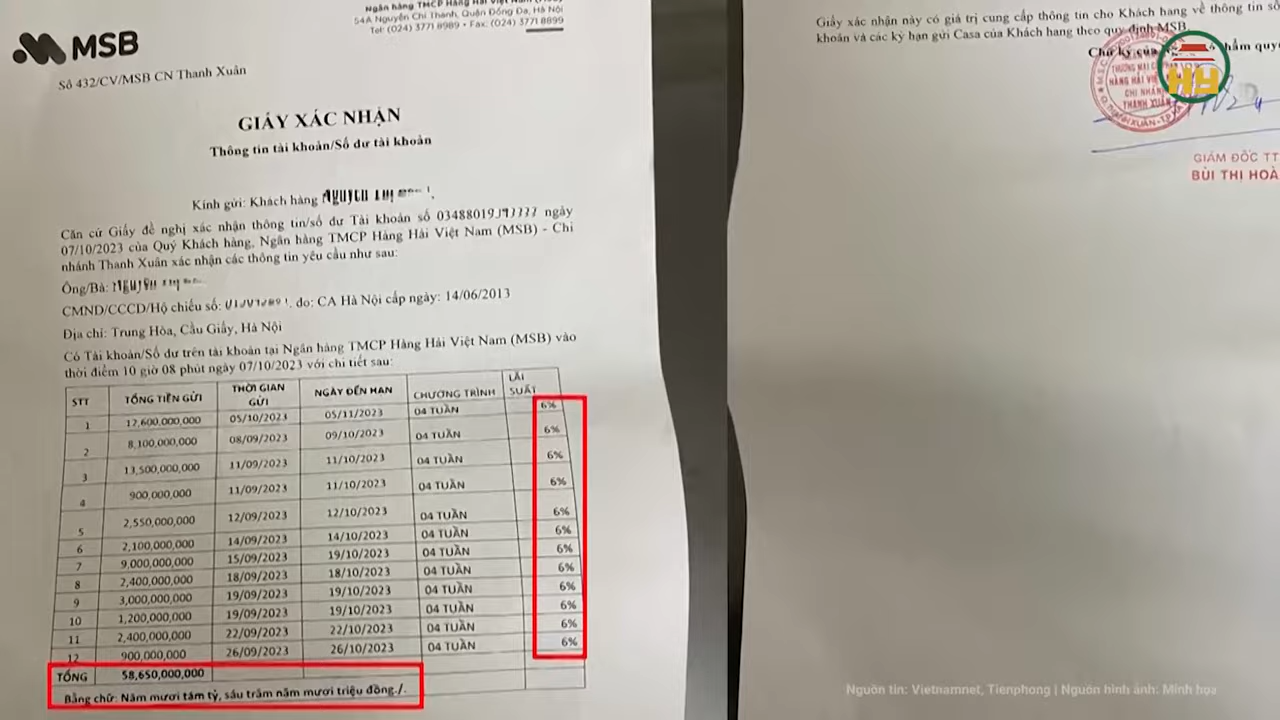 54A Nguyễn Chí Thanh, Quận Đống Đa, Hà Nội
Tel: (024) 3771 8989 • Fax: (024) 3771 8899
MSB
Số 432/CV/MSB CN Thanh Xuân
GIẤY XÁC NHẬN
Thông tin tài khoản/Số dư tài khoản
Kính gửi: Khách hàng
Căn cứ Giấy đề nghị xác nhận thông tin/số dư Tài khoản số ngày
07/10/2023 của Quý Khách hàng, Ngân hàng TMCP Hàng Hải Việt Nam (MSB) - Chi
nhánh Thanh Xuân xác nhận các thông tin yêu cầu như sau:
Ông/Bà:
CMND/CCCD/Hộ chiếu số: do: CA Hà Nội cấp ngày: 14/06/2013
Địa chỉ: Trung Hòa, Cầu Giấy, Hà Nội
Có Tài khoản/Số dư trên tài khoản tại Ngân hàng TMCP Hàng Hải Việt Nam (MSB) vào
thời điểm 10 giờ 08 phút ngày 07/10/2023 với chi tiết sau:
STT TỔNG TIỀN GỬI THỜI GIAN GỬI NGÀY ĐẾN HẠN CHƯƠNG TRÌNH LÃI SUẤT
1 12,600,000,000 05/10/2023 05/11/2023 04 TUẦN 6%
2 8,100,000,000 08/09/2023 09/10/2023 04 TUẦN 6%
3 13,500,000,000 11/09/2023 11/10/2023 04 TUẦN 6%
4 900,000,000 11/09/2023 11/10/2023 04 TUẦN 6%
5 2,550,000,000 12/09/2023 12/10/2023 04 TUẦN 6%
6 2,100,000,000 14/09/2023 14/10/2023 04 TUẦN 6%
7 9,000,000,000 15/09/2023 19/10/2023 04 TUẦN 6%
8 2,400,000,000 18/09/2023 18/10/2023 04 TUẦN 6%
9 3,000,000,000 19/09/2023 19/10/2023 04 TUẦN 6%
10 1,200,000,000 19/09/2023 19/10/2023 04 TUẦN 6%
11 2,400,000,000 22/09/2023 22/10/2023 04 TUẦN 6%
12 900,000,000 26/09/2023 26/10/2023 04 TUẦN 6%
TỔNG 58,650,000,000
Bằng chữ: Năm mươi tám tỷ, sáu trăm năm mươi triệu đồng./.
Giấy xác nhận này có giá trị cung cấp thông tin cho Khách hàng về thông tin số
khoản và các kỳ hạn gửi Casa của Khách hang theo quy định MSB
Chữ ký của
HY
THƯƠNG MẠI
HÀNG HẢI VIỆ
CHI NHÁNH
THANH XUÂN
GIÁM ĐỐC TT
BÙI THỊ HOÀ
Nguồn tin: Vietnamnet, Tienphong | Nguồn hình ảnh: Minh họa